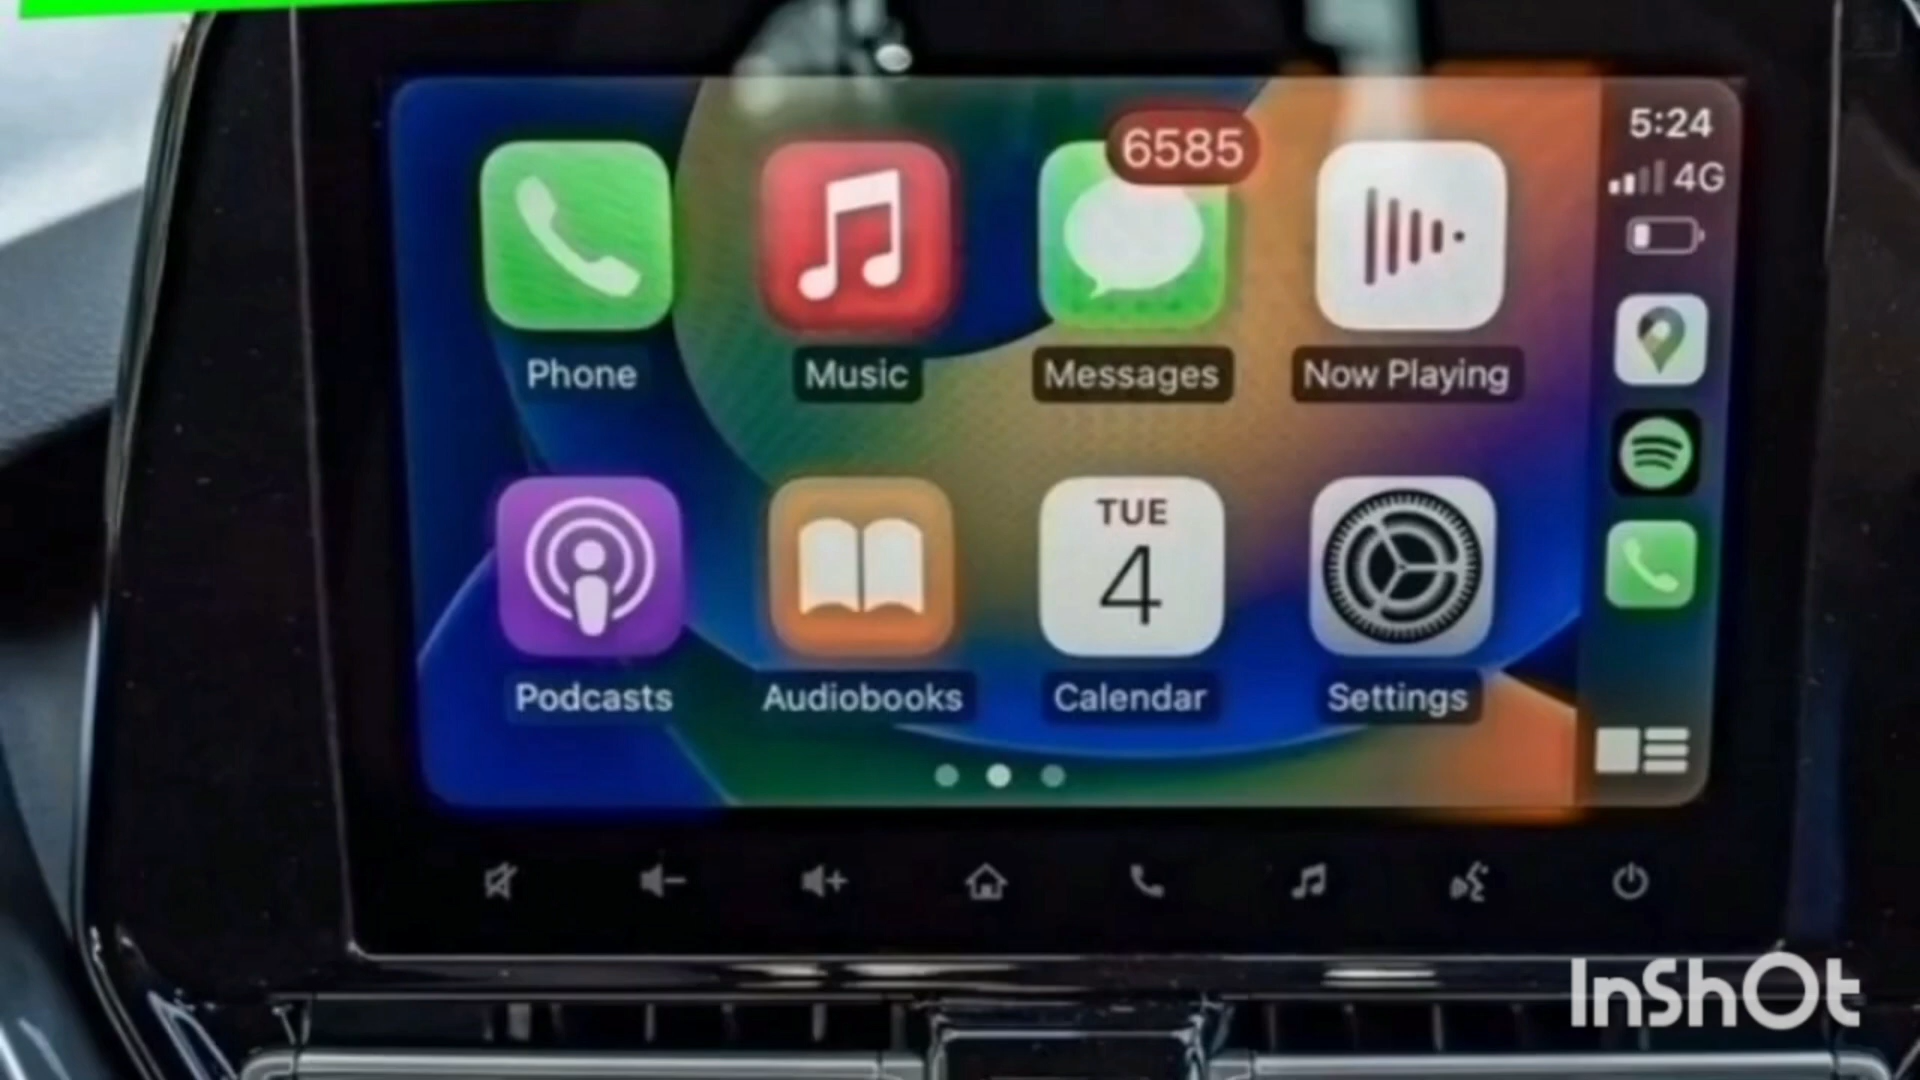 5:24
4G
6585
Phone
Music
Messages
Now Playing
TUE
4
Podcasts
Audiobooks
Calendar
Settings
InShOt